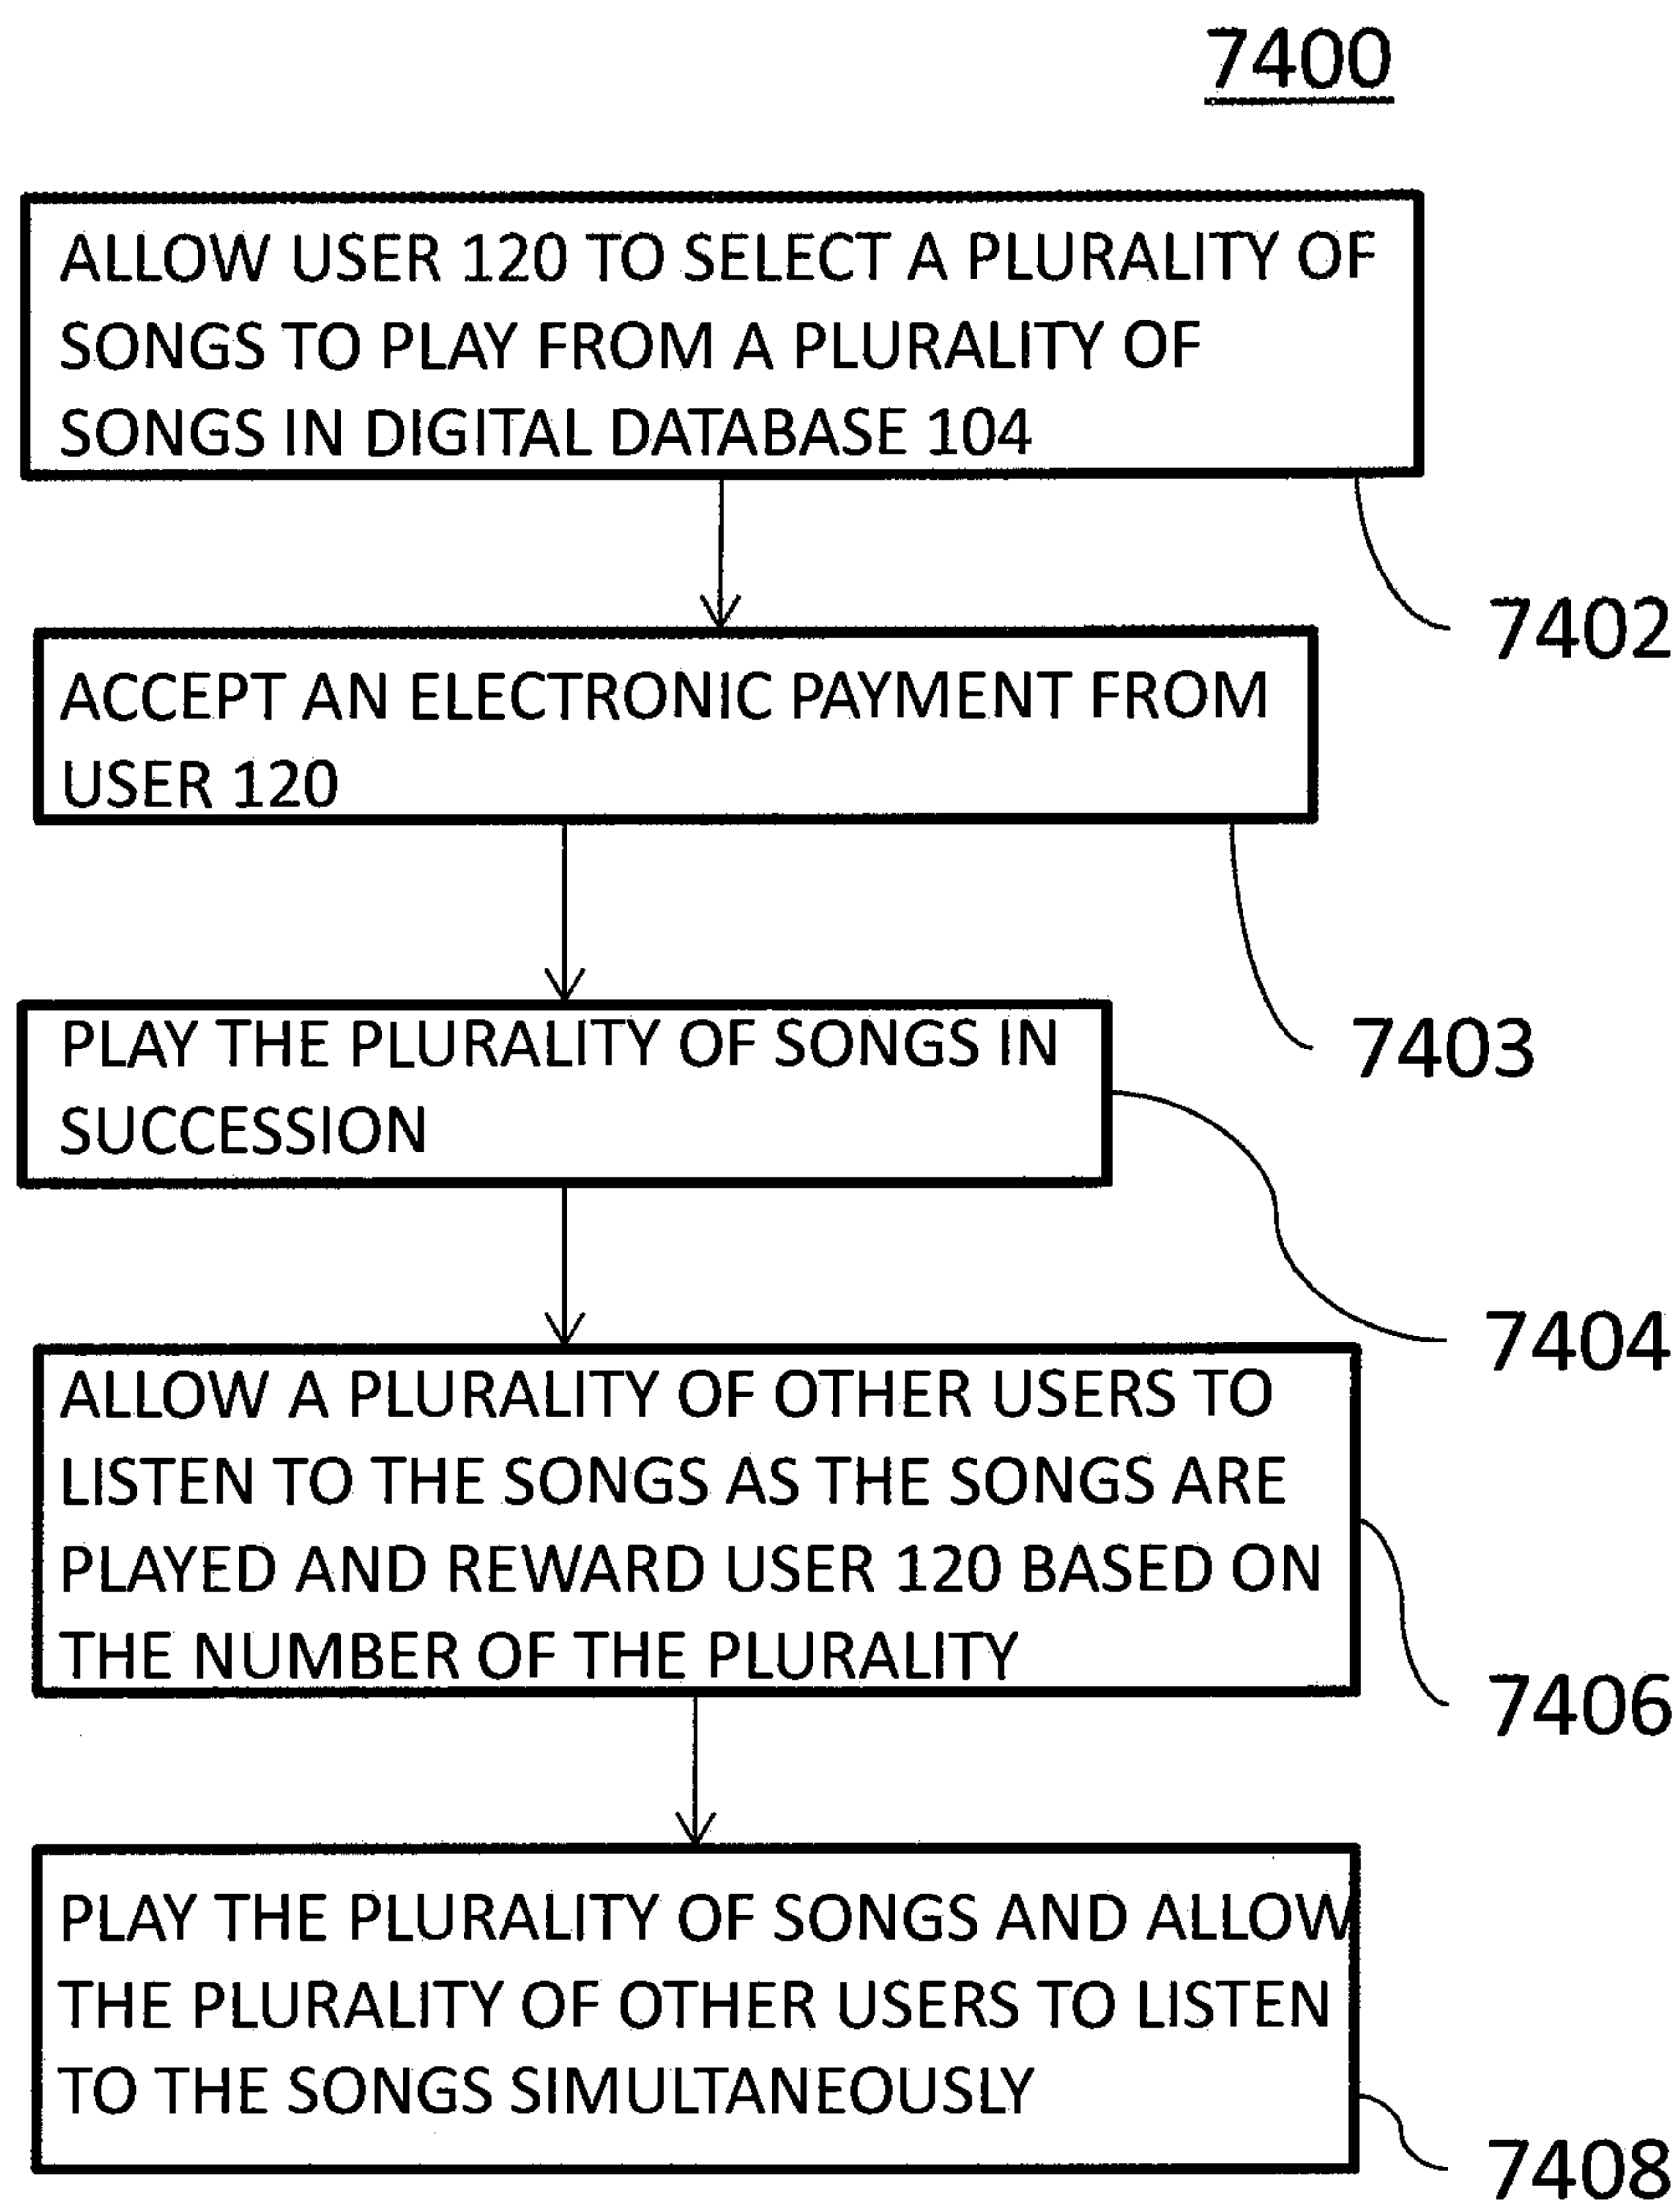 7400
ALLOW USER 120 TO SELECT A PLURALITY OF
SONGS TO PLAY FROM A PLURALITY OF
SONGS IN DIGITAL DATABASE 104
7402
ACCEPT AN ELECTRONIC PAYMENT FROM
USER 120
7403
PLAY THE PLURALITY OF SONGS IN
SUCCESSION
7404
ALLOW A PLURALITY OF OTHER USERS TO
LISTEN TO THE SONGS AS THE SONGS ARE
PLAYED AND REWARD USER 120 BASED ON
THE NUMBER OF THE PLURALITY
7406
PLAY THE PLURALITY OF SONGS AND ALLOW
THE PLURALITY OF OTHER USERS TO LISTEN
TO THE SONGS SIMULTANEOUSLY
7408